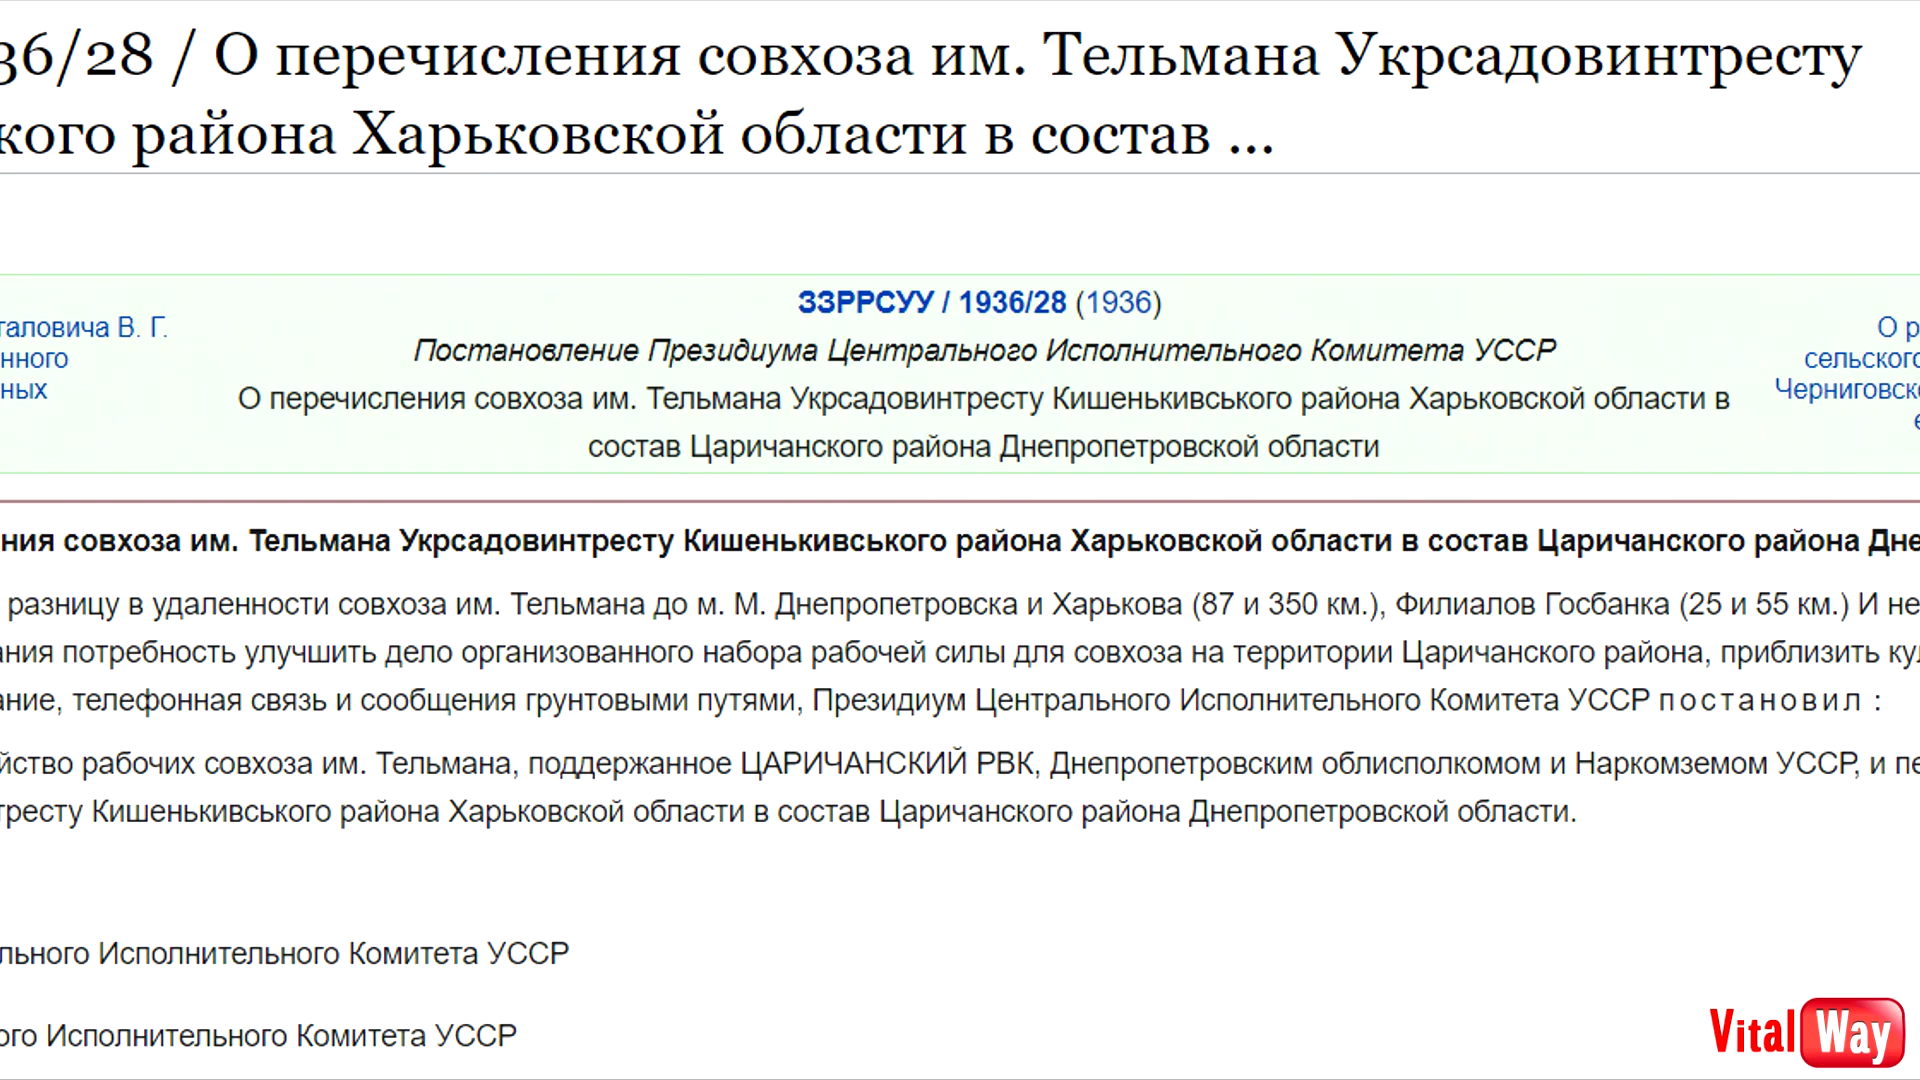 36/28 / О перечисления совхоза им. Тельмана Укрсадовинтресту
кого района Харьковской области в состав ...
ЗЗРРСУУ / 1936/28 (1936)
галовича В. Г.
нного
ных
Постановление Президиума Центрального Исполнительного Комитета УССР
О перечисления совхоза им. Тельмана Укрсадовинтресту Кишенькивського района Харьковской области в
состав Царичанского района Днепропетровской области
О р
сельского
Черниговско
е
ния совхоза им. Тельмана Укрсадовинтресту Кишенькивського района Харьковской области в состав Царичанского района Дне
разницу в удаленности совхоза им. Тельмана до м. М. Днепропетровска и Харькова (87 и 350 км.), Филиалов Госбанка (25 и 55 км.) И не
ания потребность улучшить дело организованного набора рабочей силы для совхоза на территории Царичанского района, приблизить кул
ание, телефонная связь и сообщения грунтовыми путями, Президиум Центрального Исполнительного Комитета УССР постановил :
йство рабочих совхоза им. Тельмана, поддержанное ЦАРИЧАНСКИЙ РВК, Днепропетровским облисполкомом и Наркомземом УССР, и пе
тресту Кишенькивського района Харьковской области в состав Царичанского района Днепропетровской области.
льного Исполнительного Комитета УССР
ого Исполнительного Комитета УССР
Vital Way